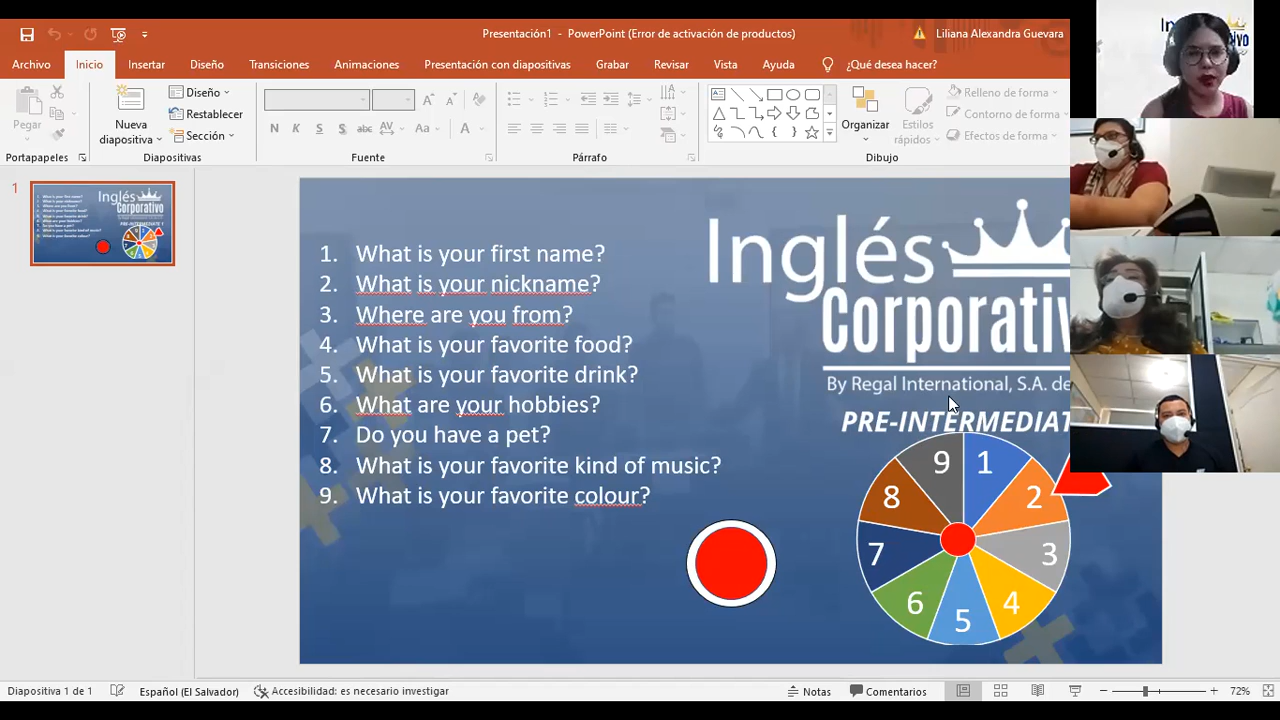 Presentación1 - PowerPoint (Error de activación de productos)
Liliana Alexandra Guevara
Archivo Inicio Insertar Diseño Transiciones Animaciones Presentación con diapositivas Grabar Revisar Vista Ayuda ¿Qué desea hacer?
Pegar
Nueva diapositiva
Diseño
Restablecer
Sección
N K S S abc AV Aa A
Organizar
Estilos rápidos
Relleno de forma
Contorno de forma
Efectos de forma
Portapapeles Diapositivas Fuente Párrafo Dibujo
1
Inglés
Corporativo
1. What is your first name?
2. What is your nickname?
3. Where are you from?
4. What is your favorite food?
5. What is your favorite drink?
6. What are your hobbies?
7. Do you have a pet?
8. What is your favorite kind of music?
9. What is your favorite colour?
Inglés
Corporativ
By Regal International, S.A. de
PRE-INTERMEDIAT
9 1
8 2
7 3
6 4
5
Diapositiva 1 de 1 Español (El Salvador) Accesibilidad: es necesario investigar Notas Comentarios 72%